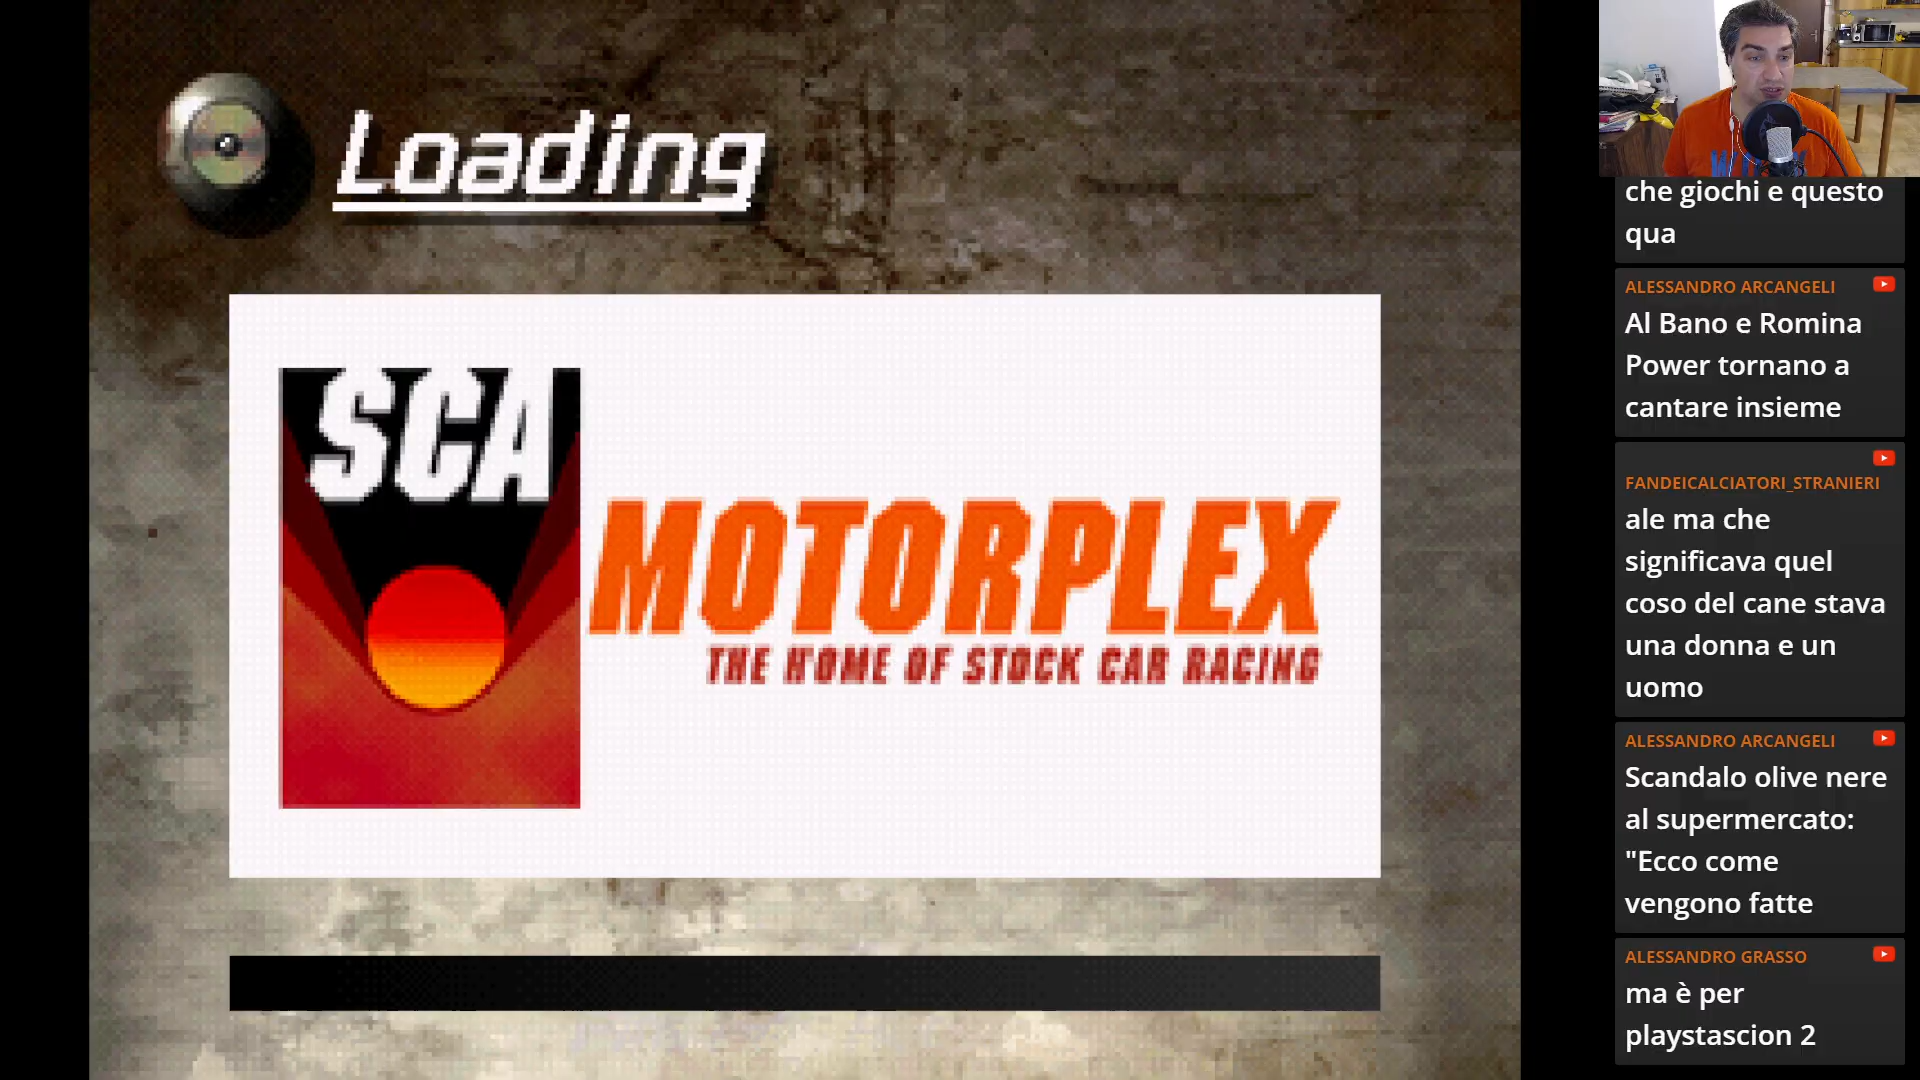 Loading
SCA
MOTORPLEX
THE HOME OF STOCK CAR RACING
che giochi e questo
qua
ALESSANDRO ARCANGELI
Al Bano e Romina
Power tornano a
cantare insieme
FANDEICALCIATORI_STRANIERI
ale ma che
significava quel
coso del cane stava
una donna e un
uomo
ALESSANDRO ARCANGELI
Scandalo olive nere
al supermercato:
"Ecco come
vengono fatte
ALESSANDRO GRASSO
ma è per
playstascion 2